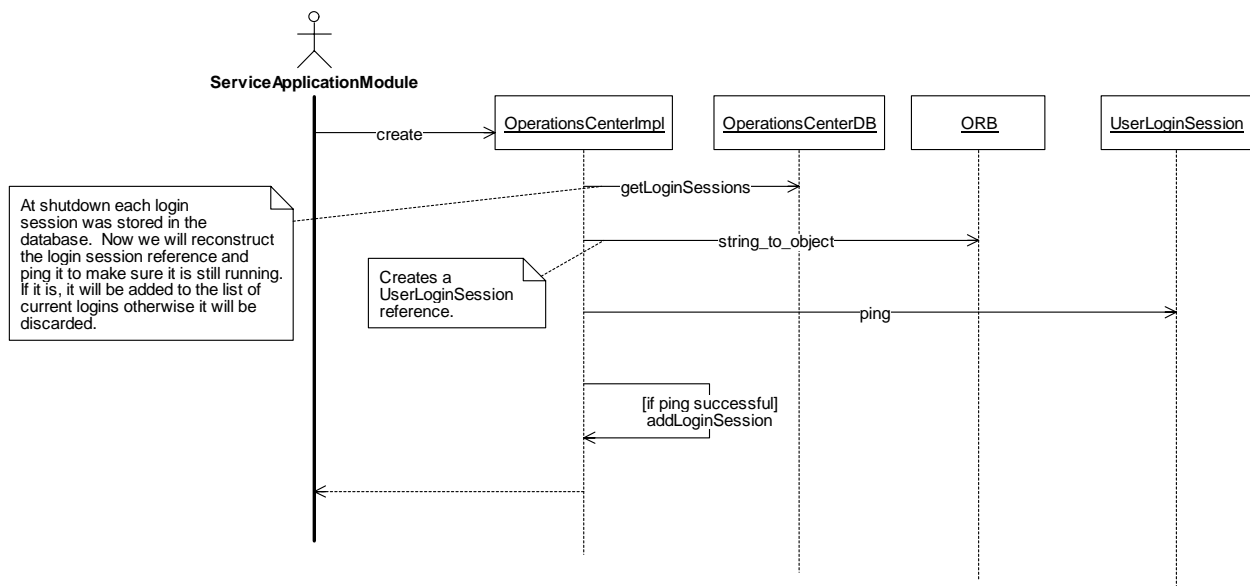 ServiceApplicationModule
create
OperationsCenterImpl
OperationsCenterDB
ORB
UserLoginSession
getLoginSessions
At shutdown each login
session was stored in the
database. Now we will reconstruct
the login session reference and
ping it to make sure it is still running.
If it is, it will be added to the list of
current logins otherwise it will be
discarded.
string_to_object
Creates a
UserLoginSession
reference.
ping
[if ping successful]
addLoginSession